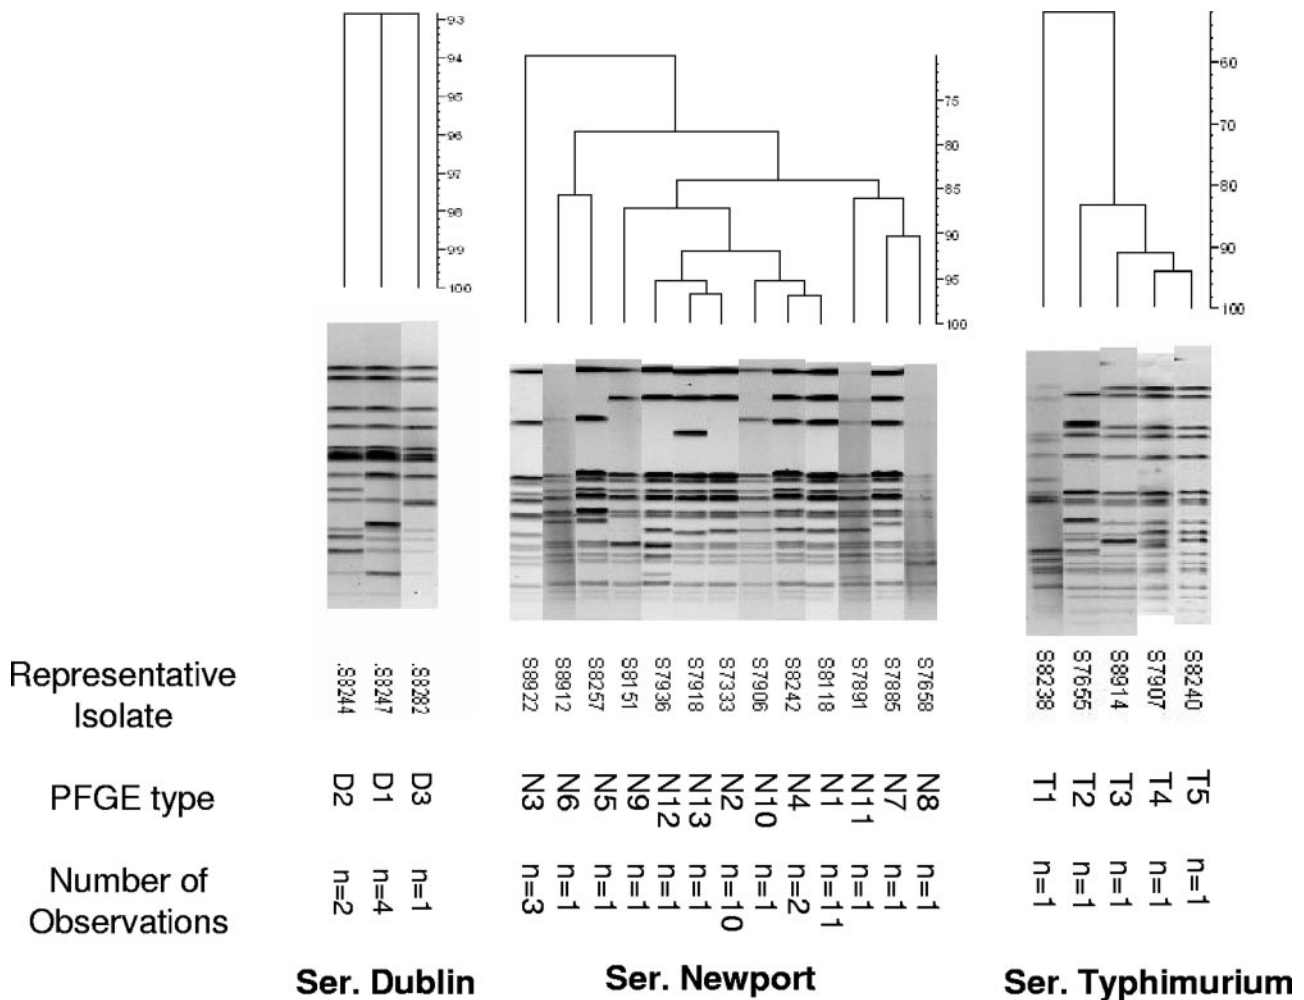 93
94
95
96
97
98
99
100
75
80
85
90
95
100
60
70
80
90
100
Representative
Isolate
.S8244 .S8247 .S8282 S8922 S8912 S8257 S8151 S7936 S7918 S7333 S7906 S8242 S8118 S7891 S7885 S7658 S8238 S7655 S8914 S7907 S8240
PFGE type
D2 D1 D3 N3 N6 N5 N9 N12 N13 N2 N10 N4 N1 N11 N7 N8 T1 T2 T3 T4 T5
Number of
Observations
n=2 n=4 n=1 n=3 n=1 n=1 n=1 n=1 n=1 n=10 n=1 n=2 n=11 n=1 n=1 n=1 n=1 n=1 n=1 n=1 n=1
Ser. Dublin Ser. Newport Ser. Typhimurium